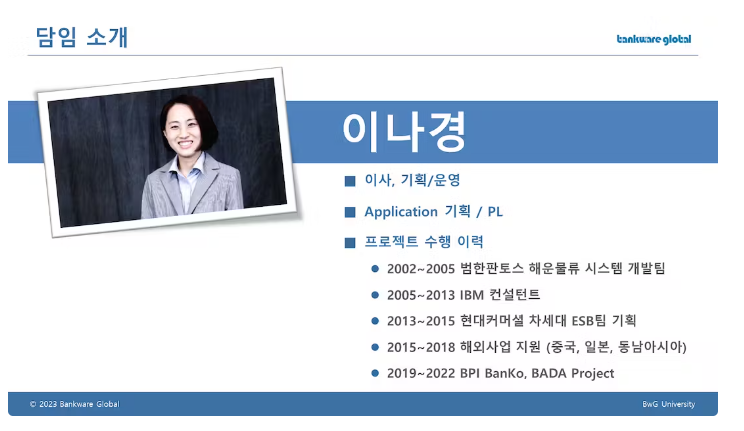 담임 소개
bankware global
이나경
이사, 기획/운영
Application 기획 / PL
프로젝트 수행 이력
2002~2005 범한판토스 해운물류 시스템 개발팀
2005~2013 IBM 컨설턴트
2013~2015 현대커머셜 차세대 ESB팀 기획
2015~2018 해외사업 지원 (중국, 일본, 동남아시아)
2019~2022 BPI BanKo, BADA Project
© 2023 Bankware Global
BwG University